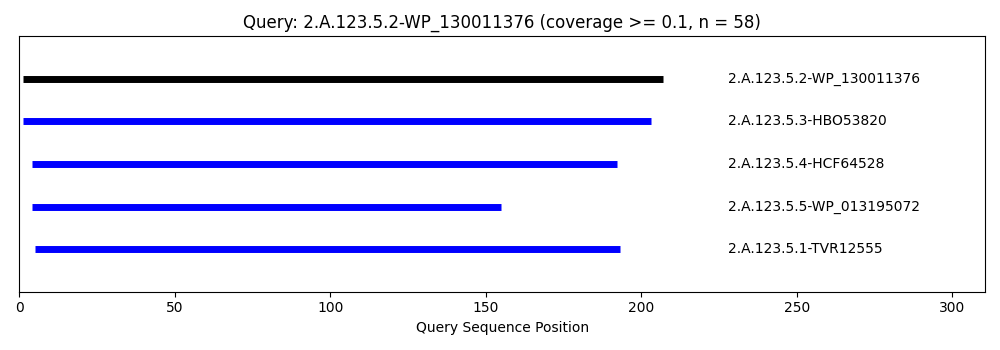 Query: 2.A.123.5.2-WP_130011376 (coverage >= 0.1, n = 58)
2.A.123.5.2-WP_130011376
2.A.123.5.3-HBO53820
2.A.123.5.4-HCF64528
2.A.123.5.5-WP_013195072
2.A.123.5.1-TVR12555
0 50 100 150 200 250 300
Query Sequence Position